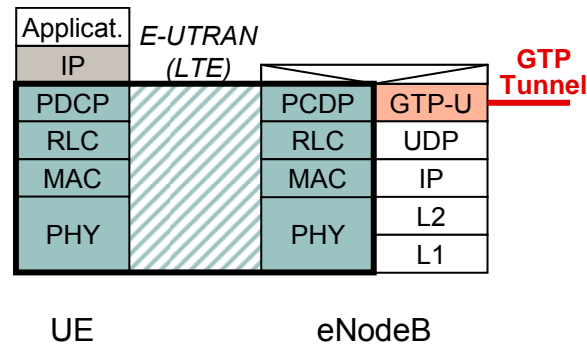 Applicat.
E-UTRAN
(LTE)
IP
GTP
Tunnel
PDCP
PCDP
GTP-U
RLC
RLC
UDP
MAC
MAC
IP
PHY
PHY
L2
L1
UE
eNodeB